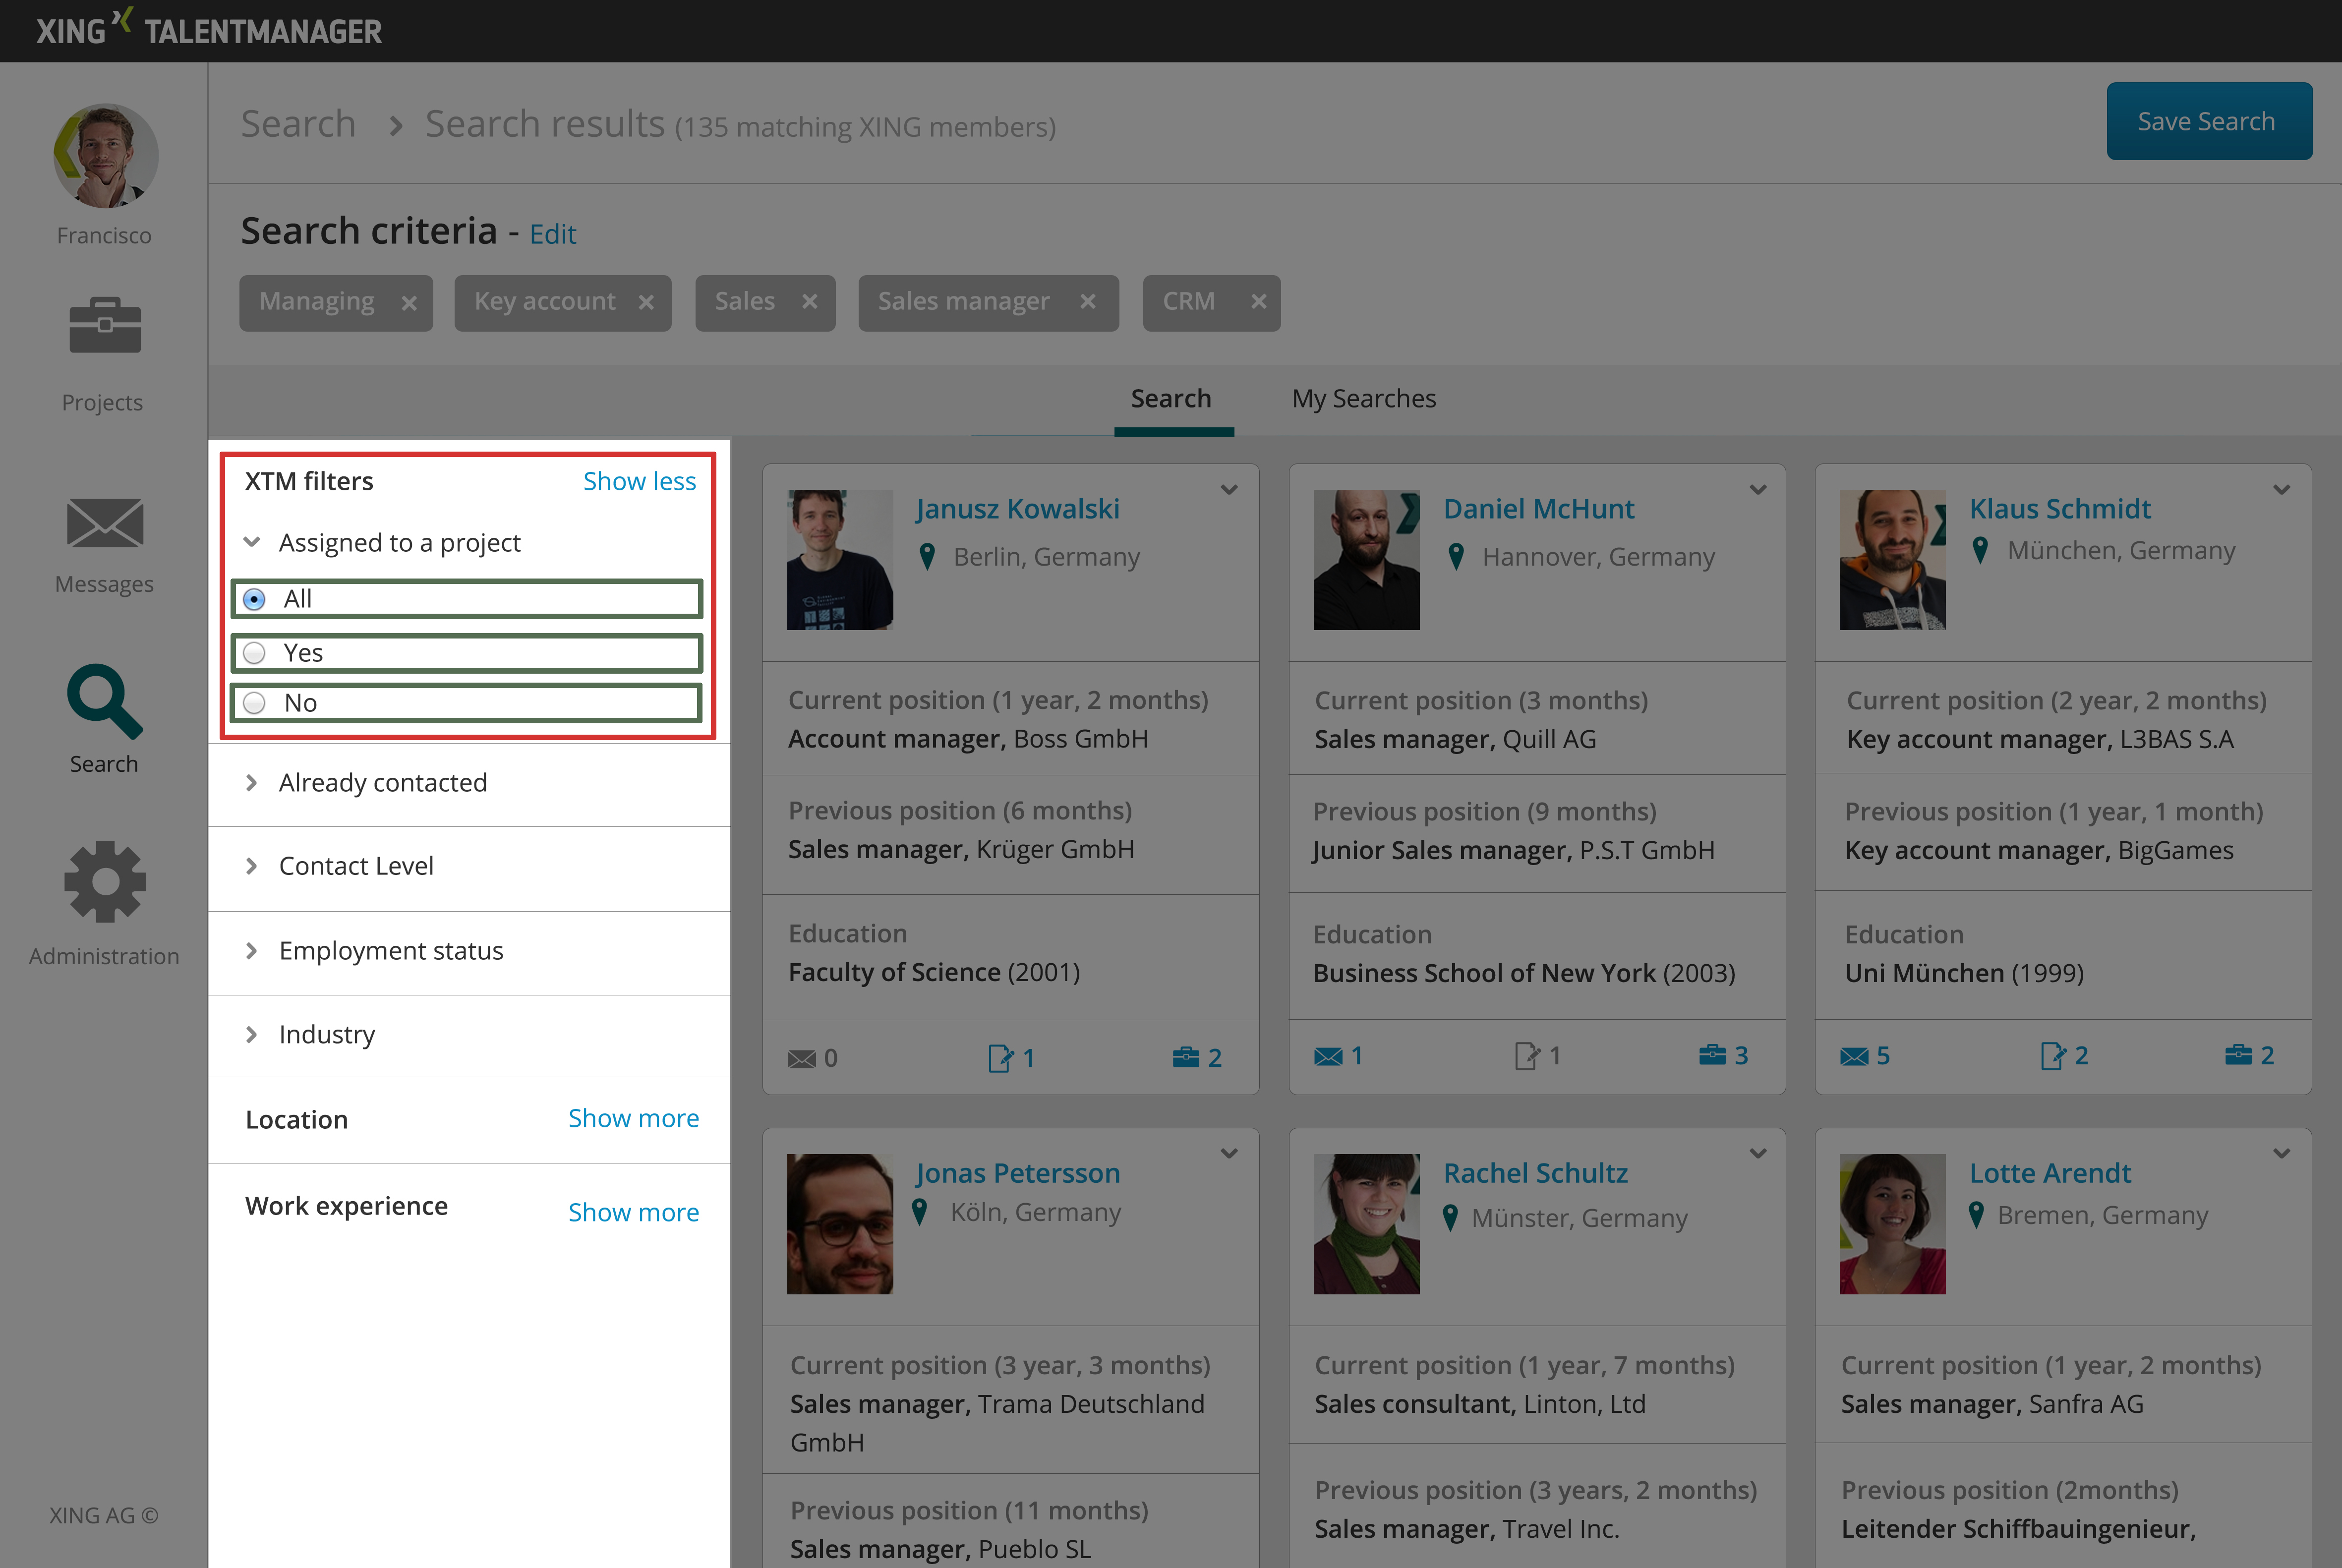 XING TALENTMANAGER
Francisco
Projects
Messages
Search
Administration
XING AG ©
Search > Search results (135 matching XING members)
Save Search
Search criteria - Edit
Managing × Key account × Sales × Sales manager × CRM ×
Search My Searches
XTM filters Show less
Assigned to a project
All
Yes
No
Already contacted
Contact Level
Employment status
Industry
Location Show more
Work experience Show more
Janusz Kowalski
Berlin, Germany
Current position (1 year, 2 months)
Account manager, Boss GmbH
Previous position (6 months)
Sales manager, Krüger GmbH
Education
Faculty of Science (2001)
0 1 2
Daniel McHunt
Hannover, Germany
Current position (3 months)
Sales manager, Quill AG
Previous position (9 months)
Junior Sales manager, P.S.T GmbH
Education
Business School of New York (2003)
1 1 3
Klaus Schmidt
München, Germany
Current position (2 year, 2 months)
Key account manager, L3BAS S.A
Previous position (1 year, 1 month)
Key account manager, BigGames
Education
Uni München (1999)
5 2 2
Jonas Petersson
Köln, Germany
Current position (3 year, 3 months)
Sales manager, Trama Deutschland
GmbH
Previous position (11 months)
Sales manager, Pueblo SL
Rachel Schultz
Münster, Germany
Current position (1 year, 7 months)
Sales consultant, Linton, Ltd
Previous position (3 years, 2 months)
Sales manager, Travel Inc.
Lotte Arendt
Bremen, Germany
Current position (1 year, 2 months)
Sales manager, Sanfra AG
Previous position (2months)
Leitender Schiffbauingenieur,